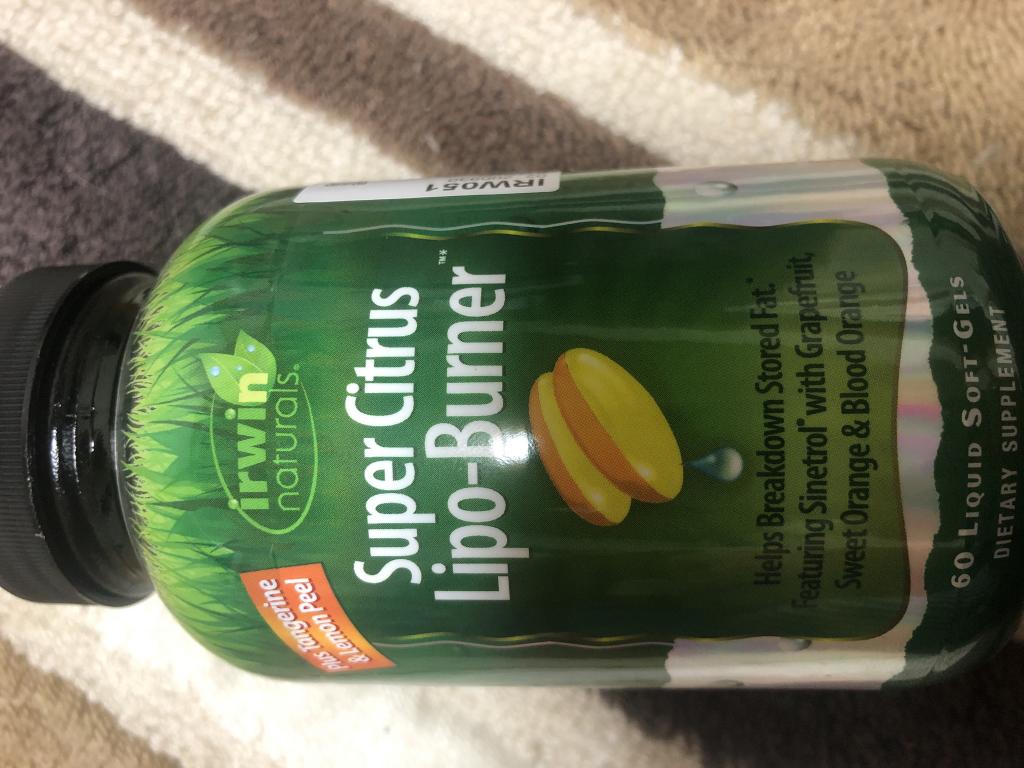 irwin
naturals®
Plus Tangerine
& Lemon Peel
Super Citrus
Lipo-Burner™*
Helps Breakdown Stored Fat.*
Featuring Sinetrol® with Grapefruit,
Sweet Orange & Blood Orange
60 LIQUID SOFT-GELS
DIETARY SUPPLEMENT
IRW051